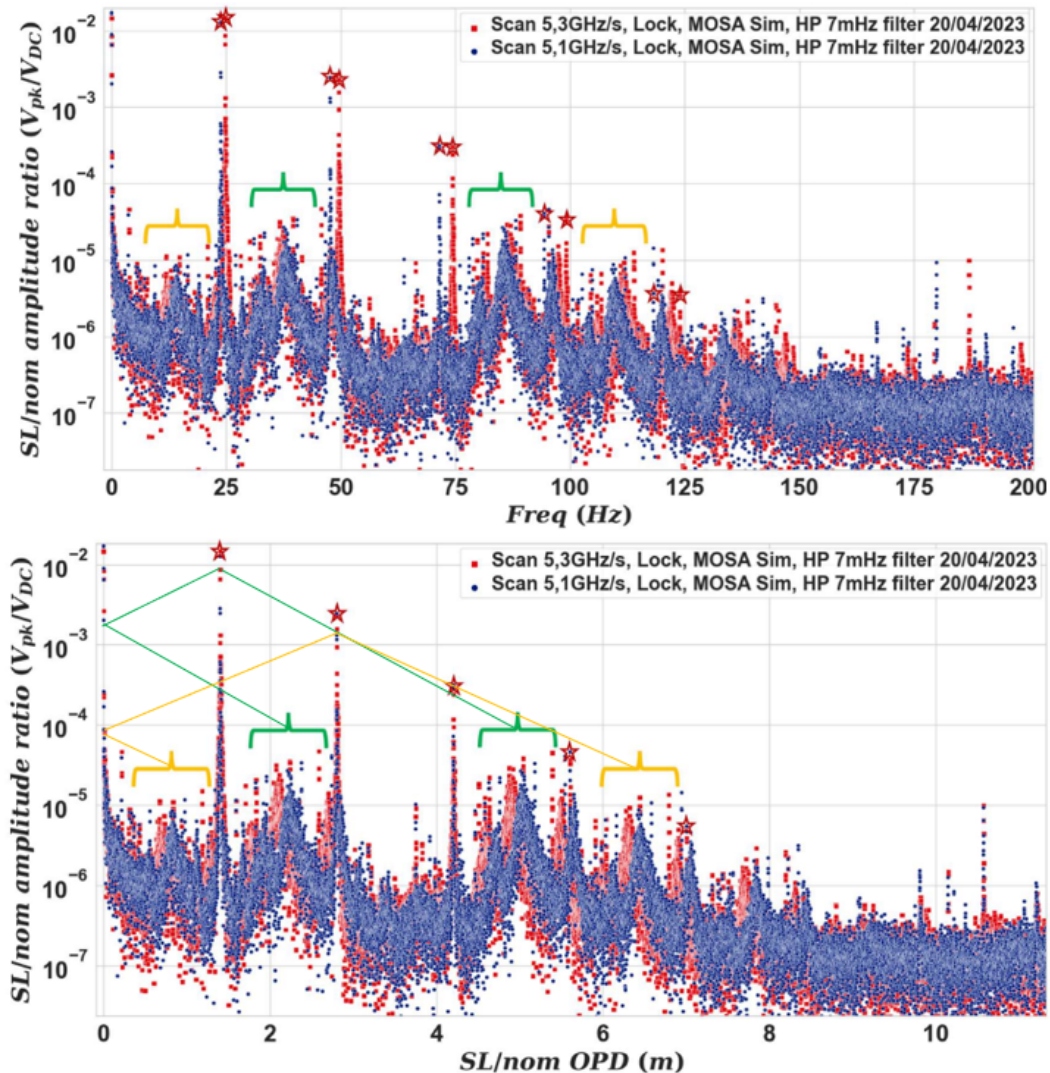 SL/nom amplitude ratio (V_pk/V_DC)
10^-2
10^-3
10^-4
10^-5
10^-6
10^-7
Scan 5,3GHz/s, Lock, MOSA Sim, HP 7mHz filter 20/04/2023
Scan 5,1GHz/s, Lock, MOSA Sim, HP 7mHz filter 20/04/2023
0 25 50 75 100 125 150 175 200
Freq (Hz)
SL/nom amplitude ratio (V_pk/V_DC)
10^-2
10^-3
10^-4
10^-5
10^-6
10^-7
Scan 5,3GHz/s, Lock, MOSA Sim, HP 7mHz filter 20/04/2023
Scan 5,1GHz/s, Lock, MOSA Sim, HP 7mHz filter 20/04/2023
0 2 4 6 8 10
SL/nom OPD (m)